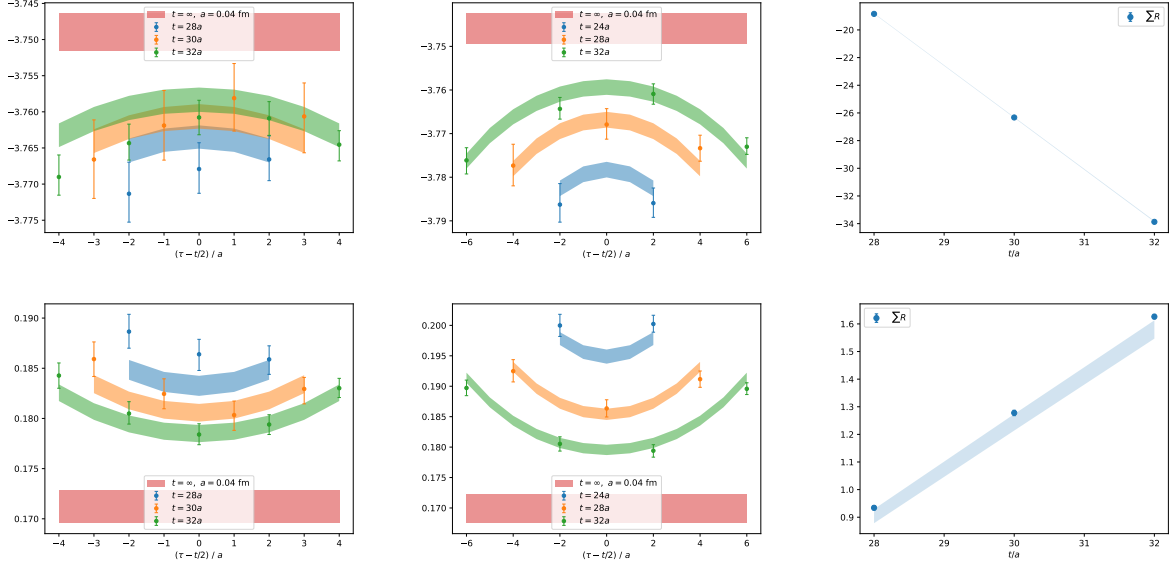 −3.745
−3.750
−3.755
−3.760
−3.765
−3.770
−3.775
t = ∞, a = 0.04 fm
t = 28a
t = 30a
t = 32a
−4 −3 −2 −1 0 1 2 3 4
(τ − t/2) / a
−3.75
−3.76
−3.77
−3.78
−3.79
t = ∞, a = 0.04 fm
t = 24a
t = 28a
t = 32a
−6 −4 −2 0 2 4 6
(τ − t/2) / a
−20
−22
−24
−26
−28
−30
−32
−34
∑R
28 29 30 31 32
t/a
0.190
0.185
0.180
0.175
0.170
t = ∞, a = 0.04 fm
t = 28a
t = 30a
t = 32a
−4 −3 −2 −1 0 1 2 3 4
(τ − t/2) / a
0.200
0.195
0.190
0.185
0.180
0.175
0.170
t = ∞, a = 0.04 fm
t = 24a
t = 28a
t = 32a
−6 −4 −2 0 2 4 6
(τ − t/2) / a
1.6
1.5
1.4
1.3
1.2
1.1
1.0
0.9
∑R
28 29 30 31 32
t/a